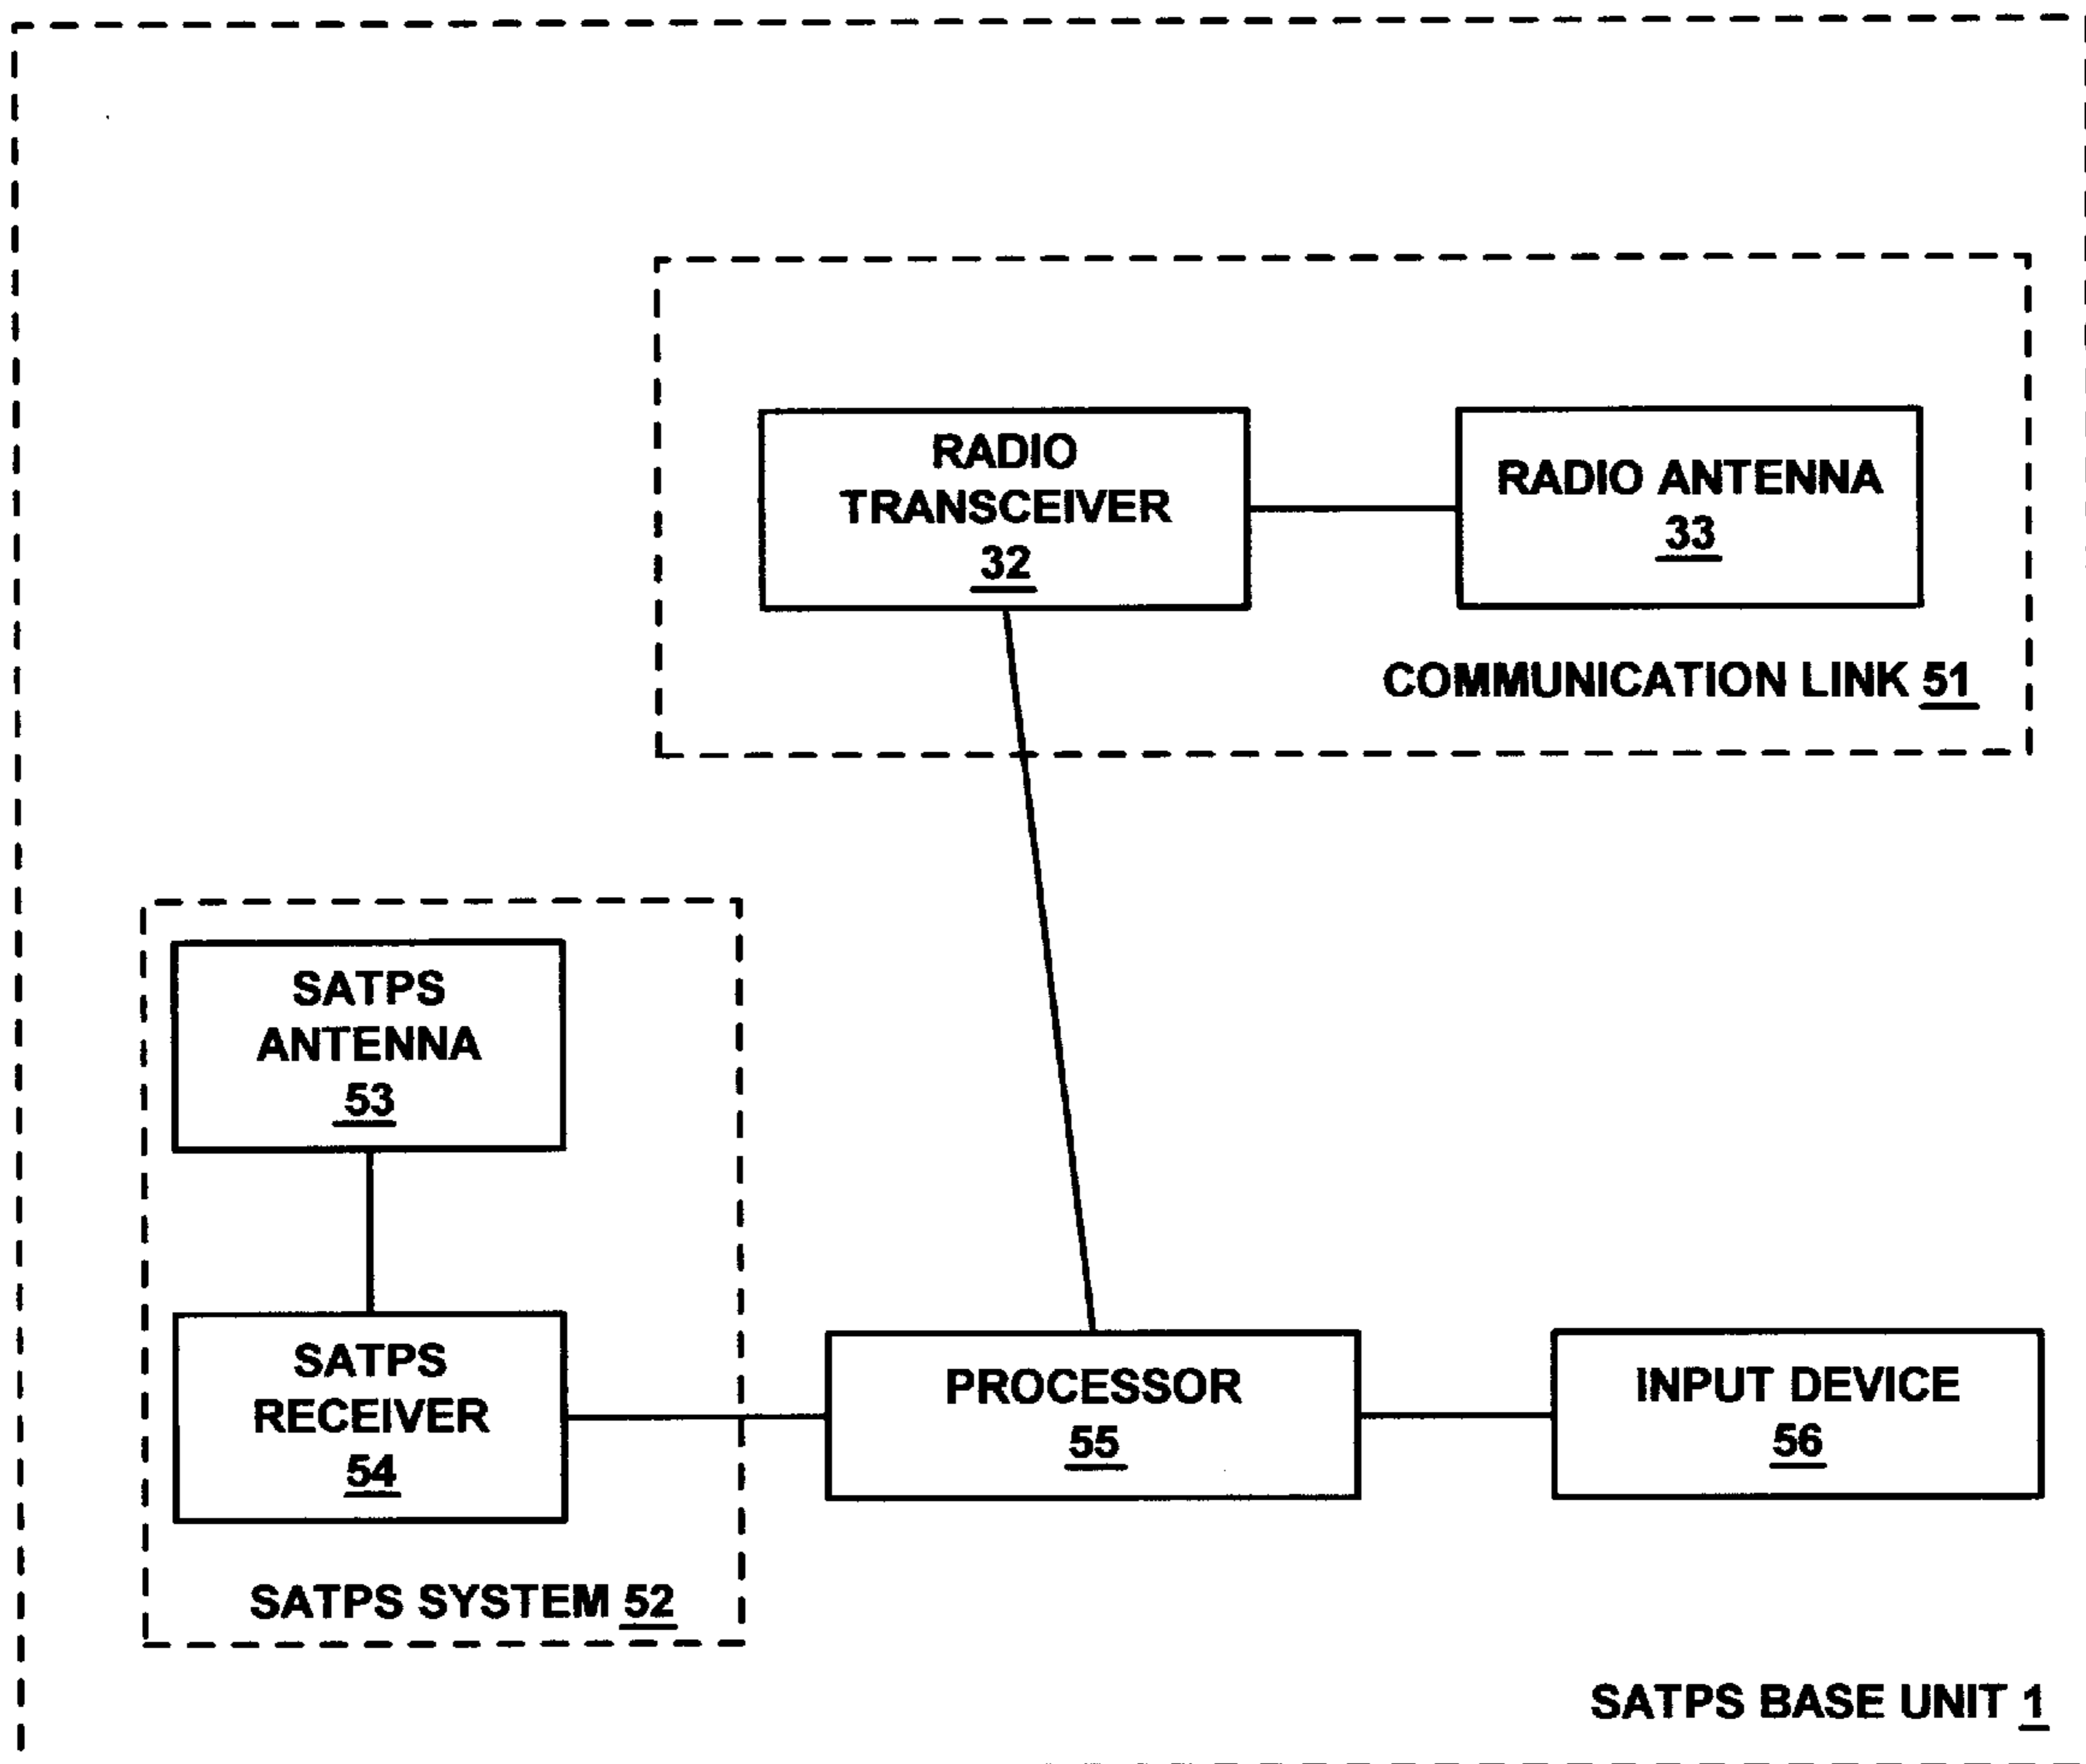 RADIO
TRANSCEIVER
32
RADIO ANTENNA
33
COMMUNICATION LINK 51
SATPS
ANTENNA
53
SATPS
RECEIVER
54
PROCESSOR
55
INPUT DEVICE
56
SATPS SYSTEM 52
SATPS BASE UNIT 1